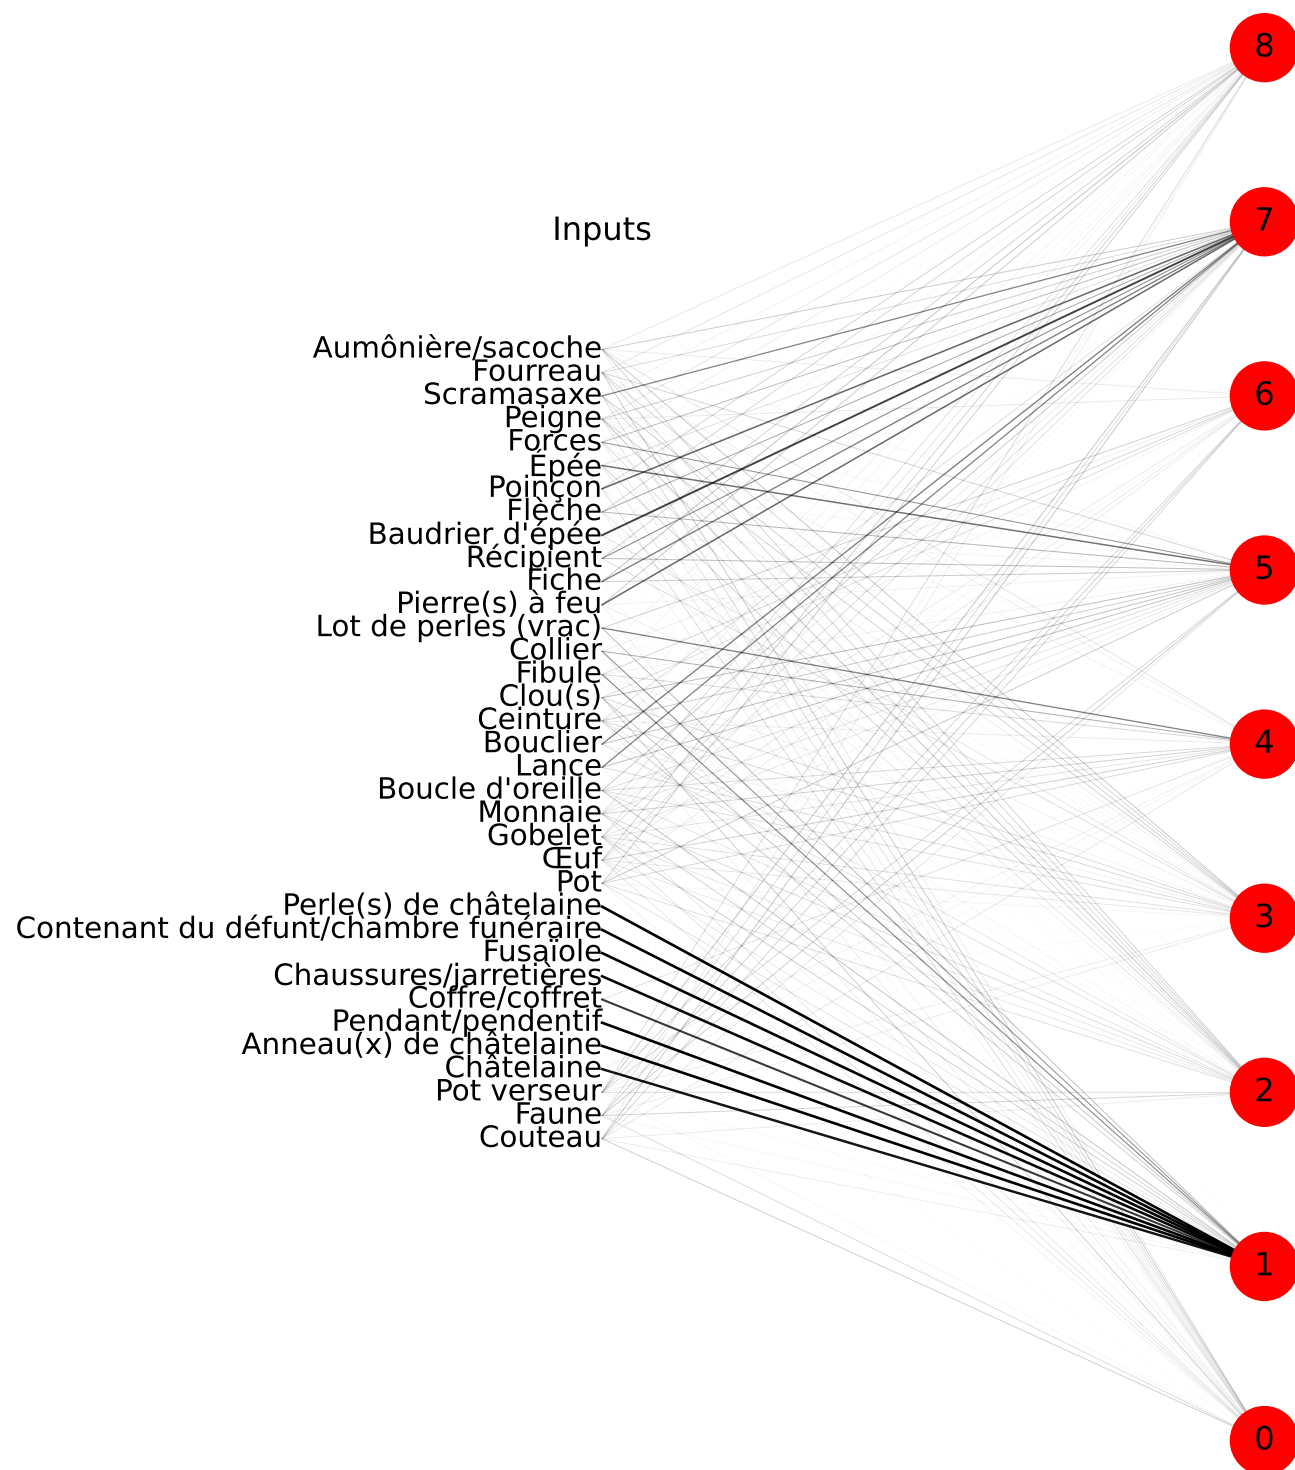 8
7
Inputs
Aumônière/sacoche
Fourreau
6
Scramasaxe
Peigne
Forces
Épée
Poinçon
Flèche
Baudrier d'épée
Récipient
5
Fiche
Pierre(s) à feu
Lot de perles (vrac)
Collier
Fibule
Clou(s)
Ceinture
Bouclier
4
Lance
Boucle d'oreille
Monnaie
Gobelet
Œuf
Pot
Perle(s) de châtelaine
3
Contenant du défunt/chambre funéraire
Fusaïole
Chaussures/jarretières
Coffre/coffret
Pendant/pendentif
Anneau(x) de châtelaine
Châtelaine
Pot verseur
2
Faune
Couteau
1
0